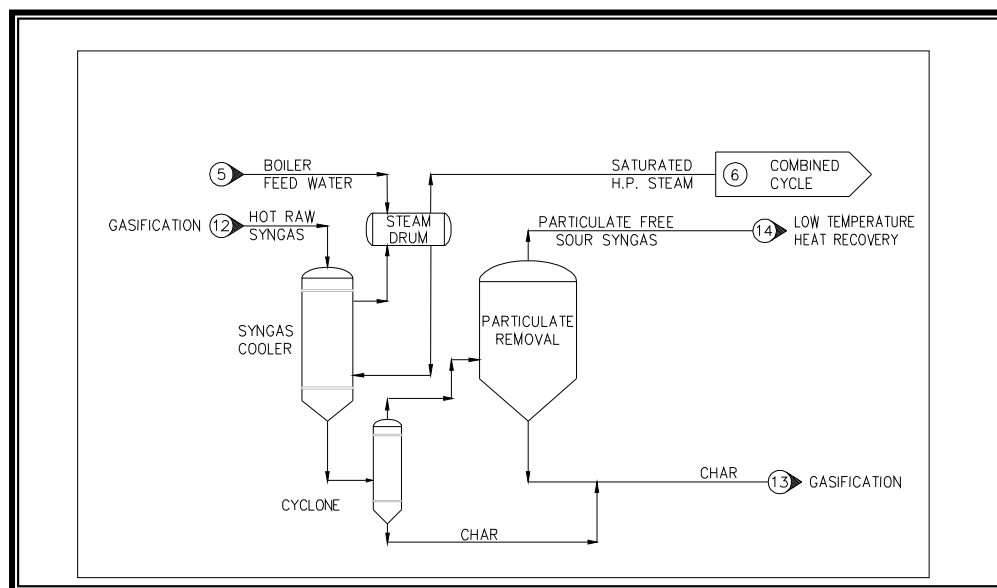 5
BOILER
FEED WATER
SATURATED
H.P. STEAM
6
COMBINED
CYCLE
GASIFICATION
12
HOT RAW
SYNGAS
STEAM
DRUM
PARTICULATE FREE
SOUR SYNGAS
14
LOW TEMPERATURE
HEAT RECOVERY
SYNGAS
COOLER
PARTICULATE
REMOVAL
CHAR
13
GASIFICATION
CYCLONE
CHAR